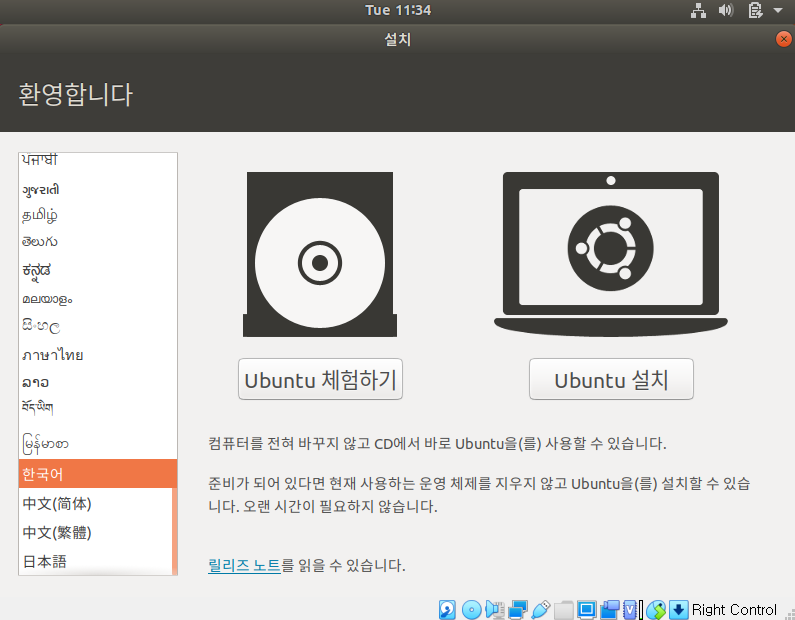 Tue 11:34
설치
환영합니다
ਪੰਜਾਬੀ
ગુજરાતી
தமிழ்
తెలుగు
ಕನ್ನಡ
മലയാളം
සිංහල
ภาษาไทย
ລາວ
བོད་ཡིག
မြန်မာစာ
한국어
中文(简体)
中文(繁體)
日本語
Ubuntu 체험하기
Ubuntu 설치
컴퓨터를 전혀 바꾸지 않고 CD에서 바로 Ubuntu을(를) 사용할 수 있습니다.
준비가 되어 있다면 현재 사용하는 운영 체제를 지우지 않고 Ubuntu을(를) 설치할 수 있습
니다. 오랜 시간이 필요하지 않습니다.
릴리즈 노트를 읽을 수 있습니다.
Right Control